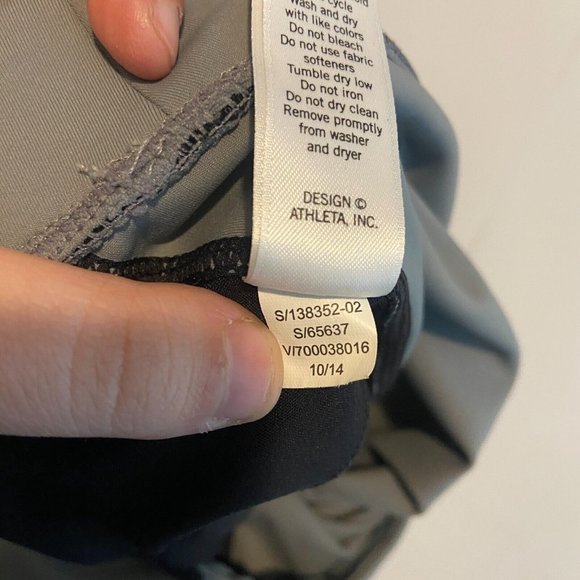 cycle
Wash and dry
with like colors
Do not bleach
Do not use fabric
softeners
Tumble dry low
Do not iron
Do not dry clean
Remove promptly
from washer
and dryer
DESIGN ©
ATHLETA, INC.
S/138352-02
S/65637
V/700038016
10/14